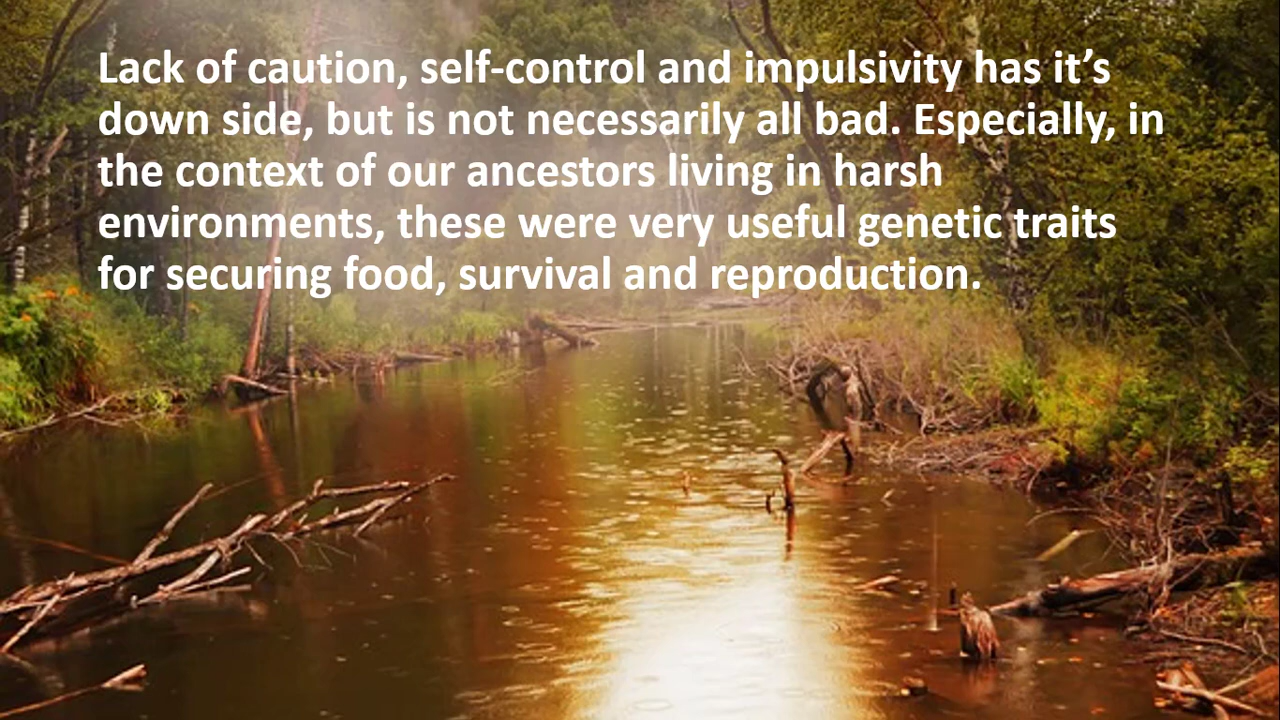 Lack of caution, self-control and impulsivity has it’s
down side, but is not necessarily all bad. Especially, in
the context of our ancestors living in harsh
environments, these were very useful genetic traits
for securing food, survival and reproduction.